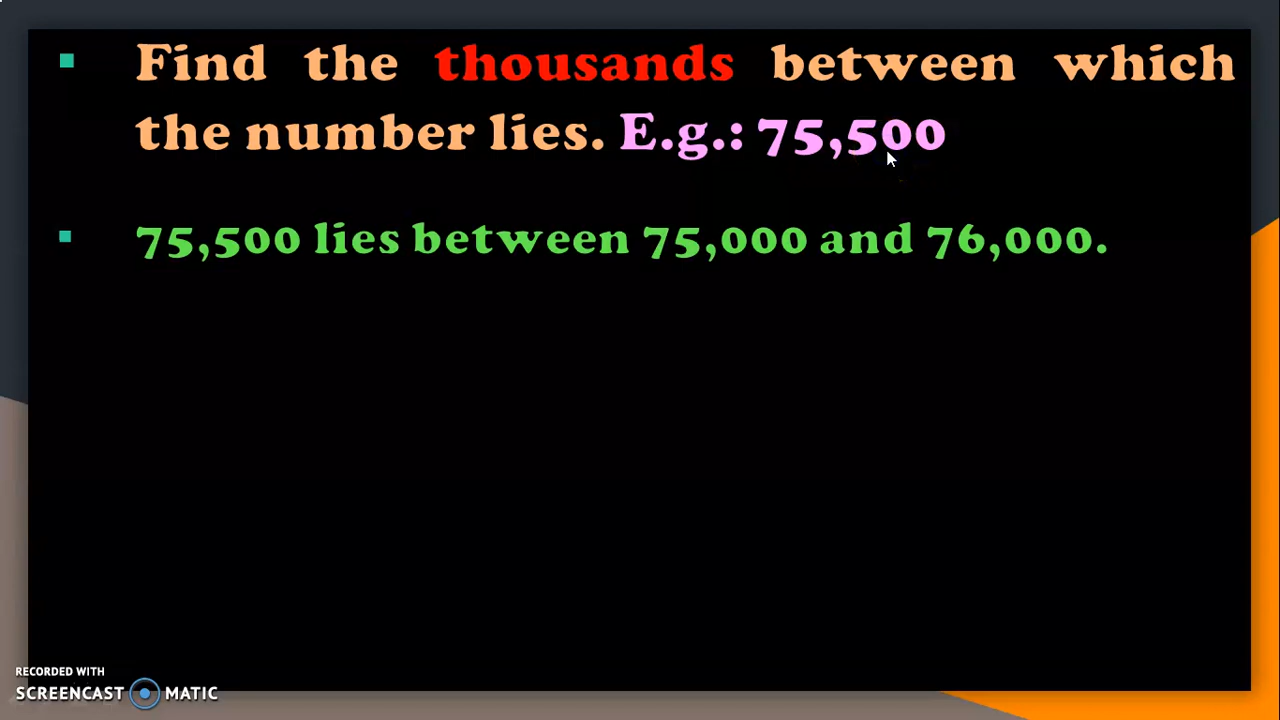 Find the thousands between which
the number lies. E.g.: 75,500
75,500 lies between 75,000 and 76,000.
RECORDED WITH
SCREENCAST MATIC